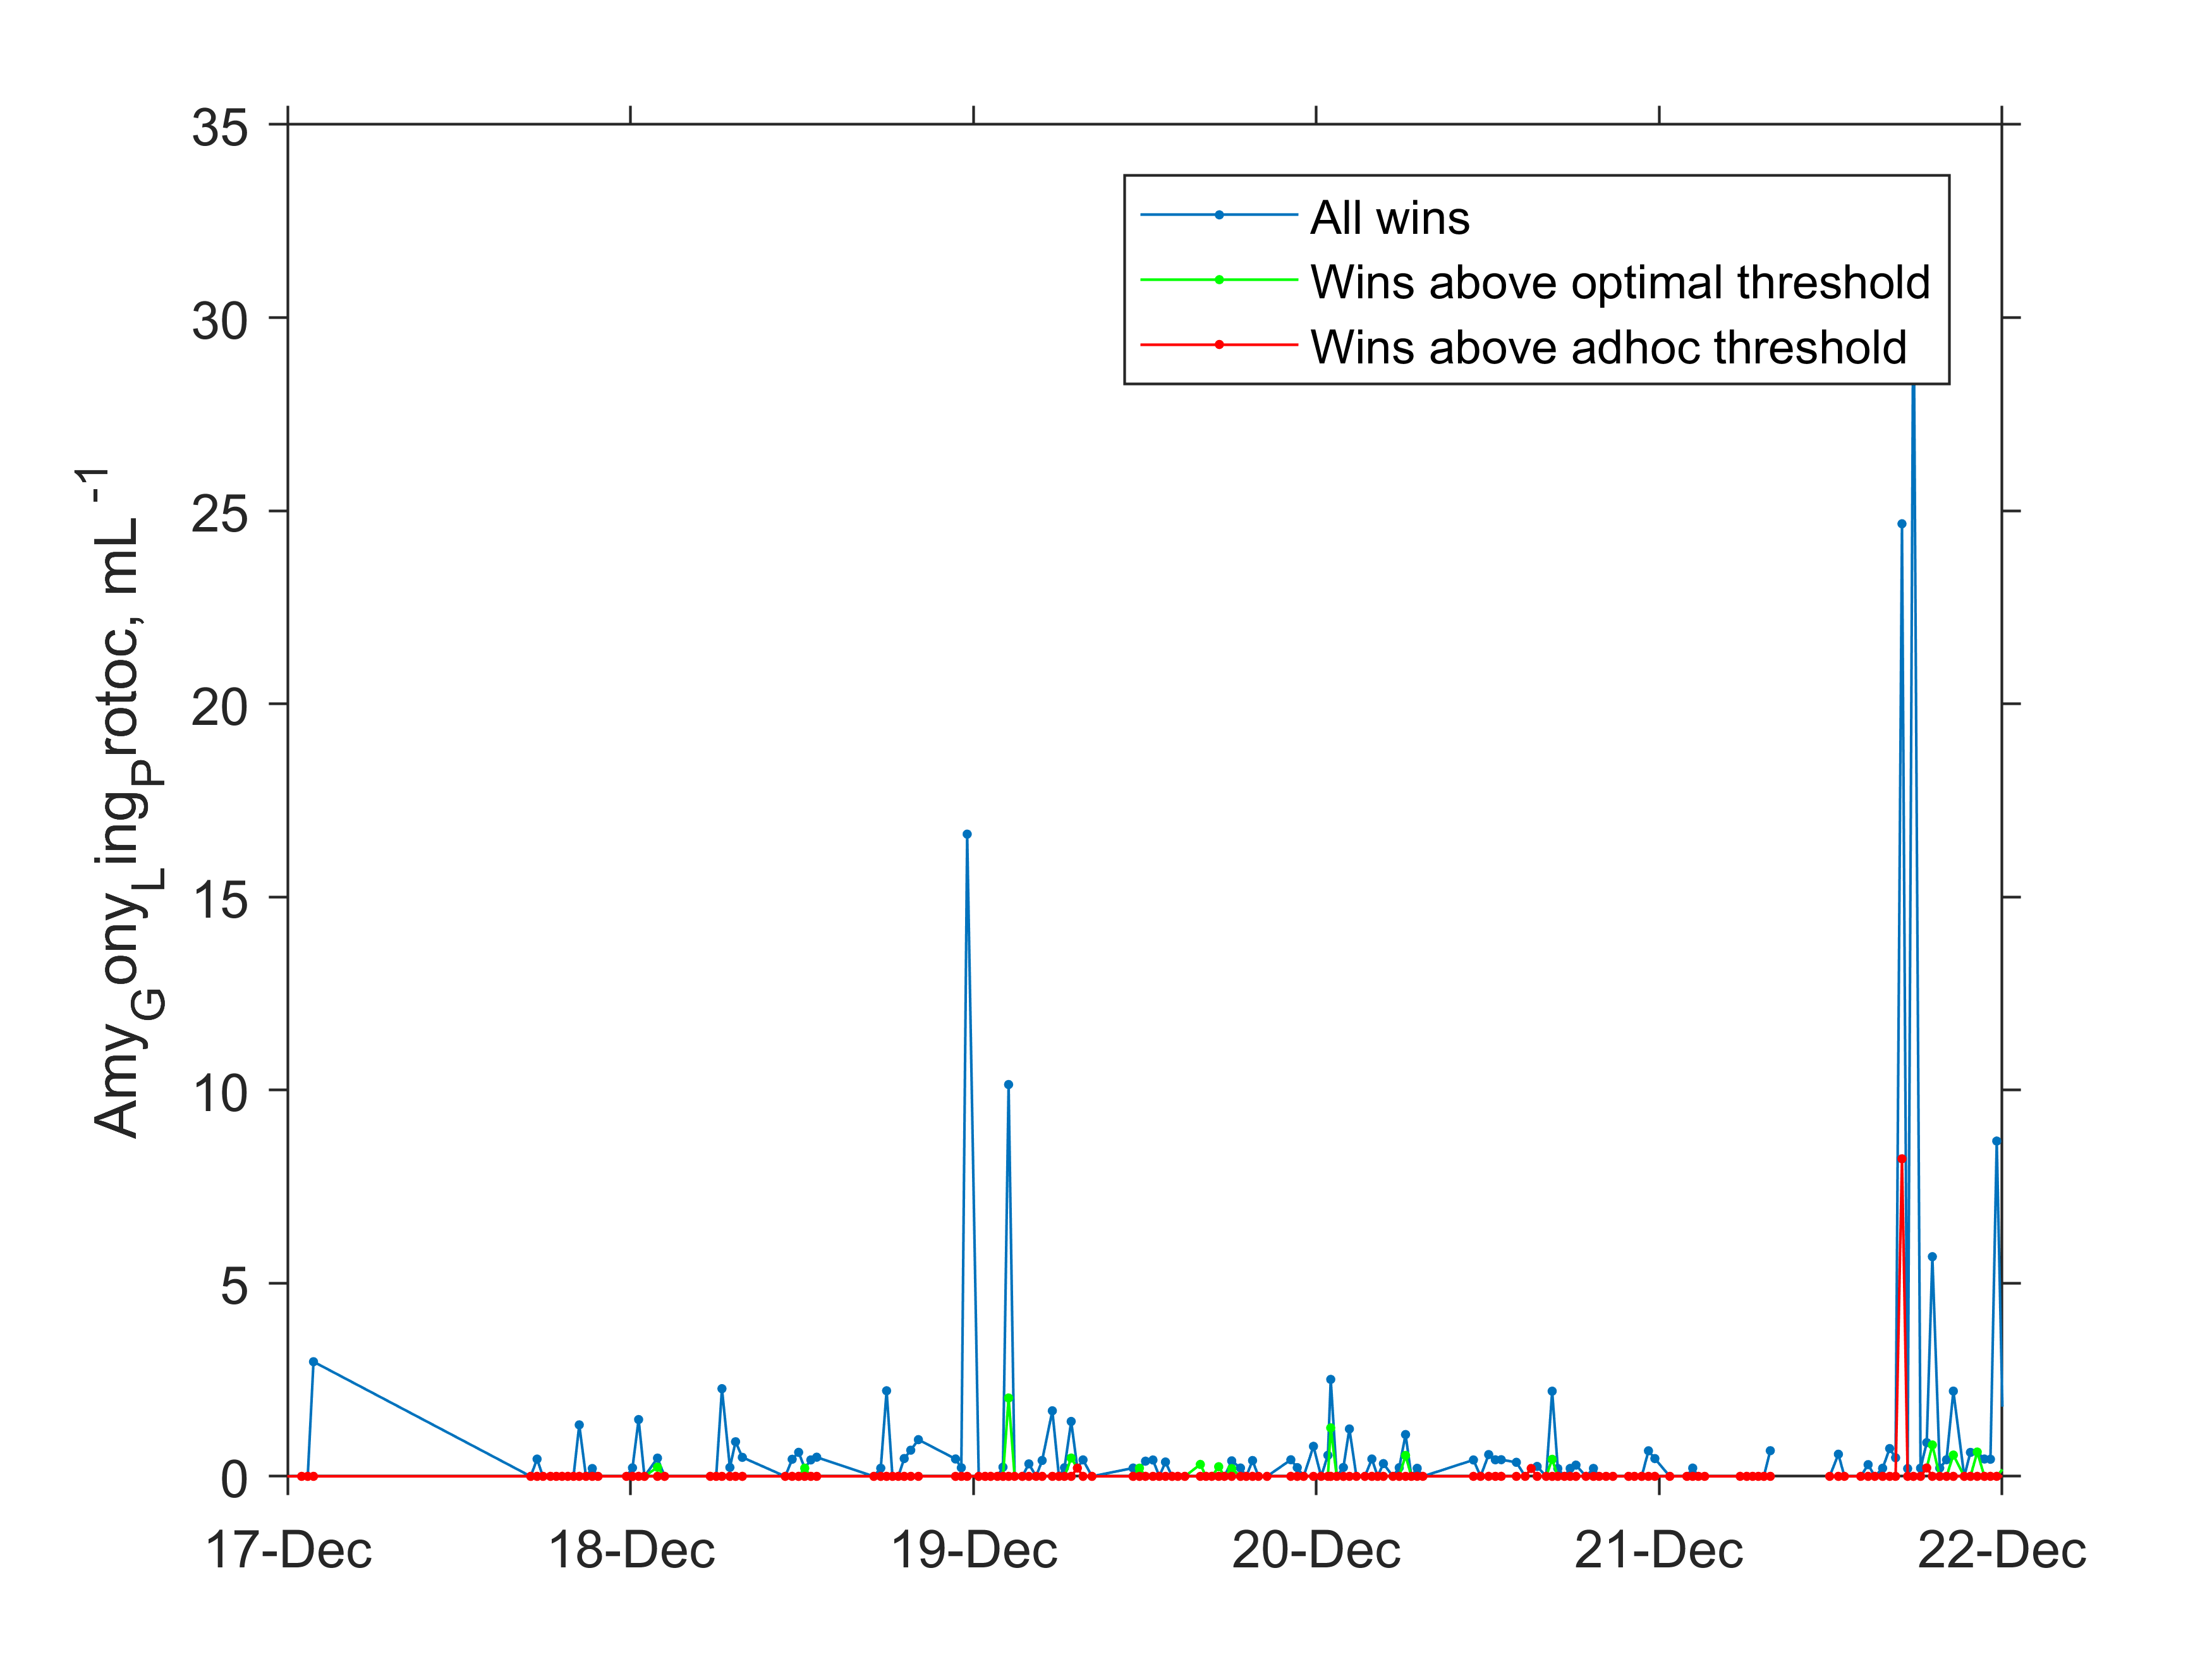 35
30
25
20
15
10
5
0
Amy_Gony_Ling_Protoc, mL^-1
All wins
Wins above optimal threshold
Wins above adhoc threshold
17-Dec 18-Dec 19-Dec 20-Dec 21-Dec 22-Dec